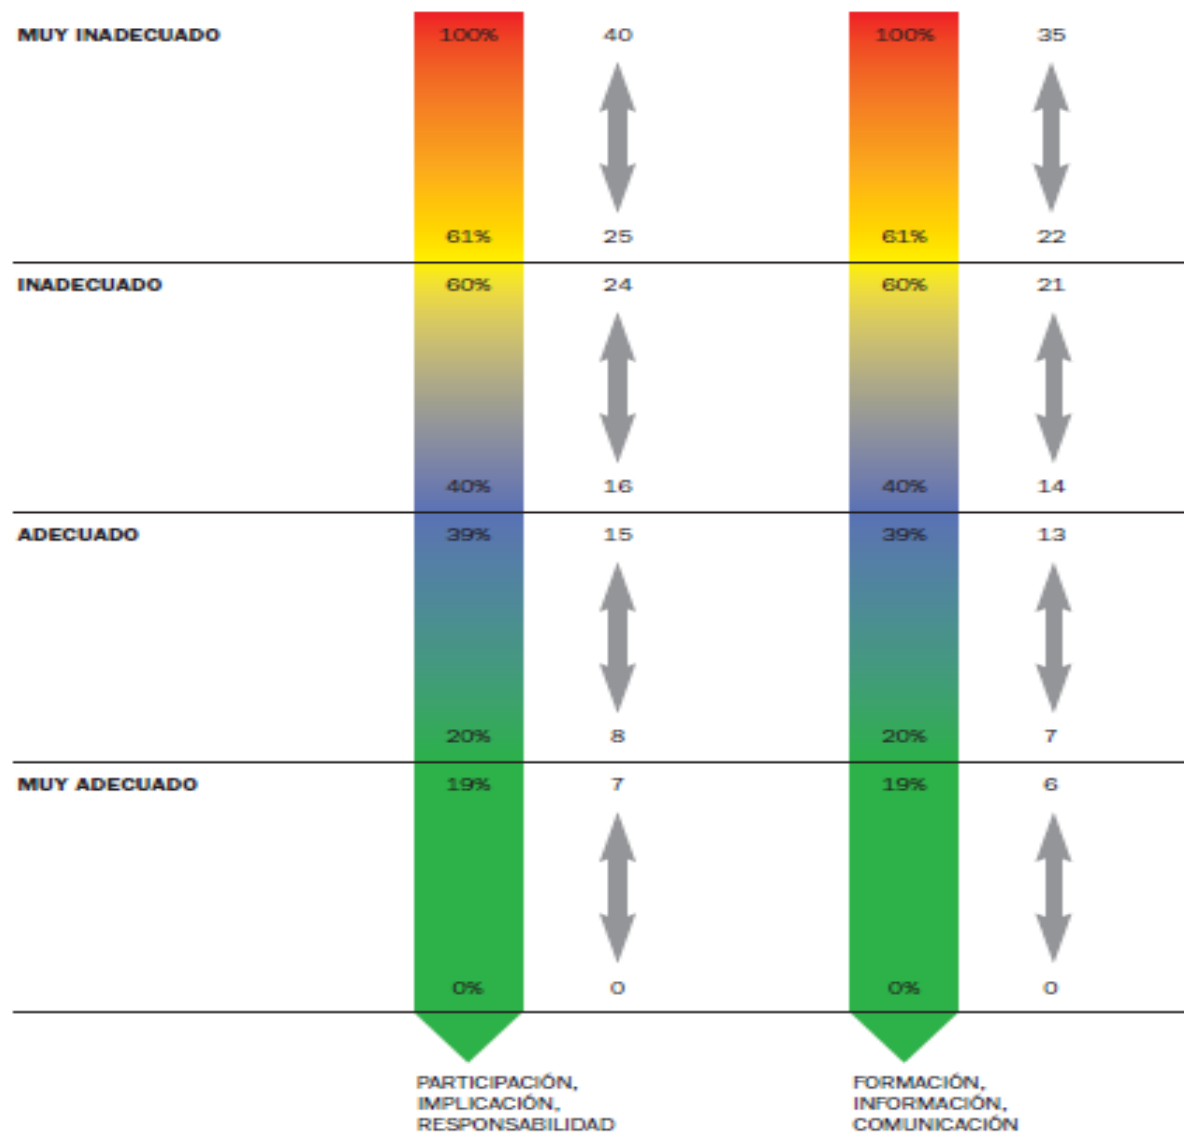 MUY INADECUADO 100% 40 100% 35
61% 25 61% 22
INADECUADO 60% 24 60% 21
40% 16 40% 14
ADECUADO 39% 15 39% 13
20% 8 20% 7
MUY ADECUADO 19% 7 19% 6
0% 0 0% 0
PARTICIPACIÓN,
IMPLICACIÓN,
RESPONSABILIDAD
FORMACIÓN,
INFORMACIÓN,
COMUNICACIÓN